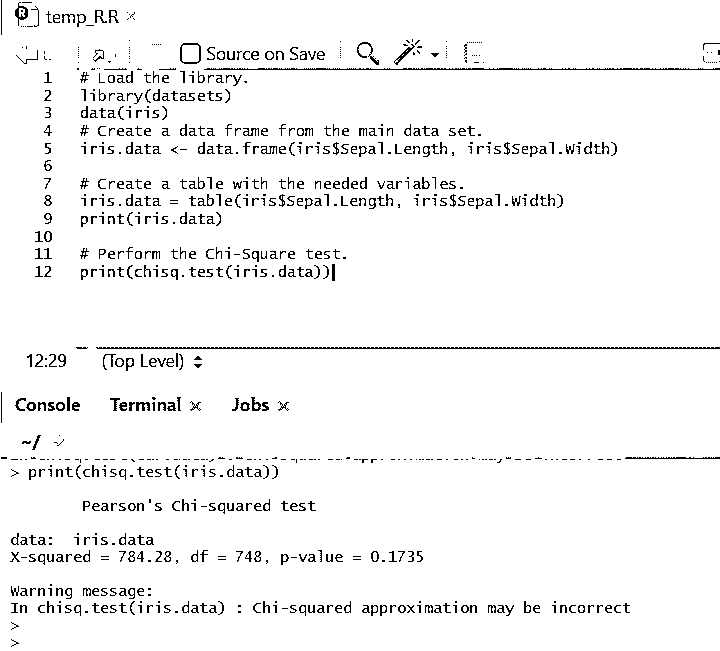 temp_R.R ×
Source on Save
1 # Load the library.
2 library(datasets)
3 data(iris)
4 # Create a data frame from the main data set.
5 iris.data <- data.frame(iris$Sepal.Length, iris$Sepal.Width)
6
7 # Create a table with the needed variables.
8 iris.data = table(iris$Sepal.Length, iris$Sepal.Width)
9 print(iris.data)
10
11 # Perform the Chi-Square test.
12 print(chisq.test(iris.data))
12:29 (Top Level)
Console Terminal × Jobs ×
~/
> print(chisq.test(iris.data))
Pearson's Chi-squared test
data: iris.data
X-squared = 784.28, df = 748, p-value = 0.1735
Warning message:
In chisq.test(iris.data) : Chi-squared approximation may be incorrect
>
>